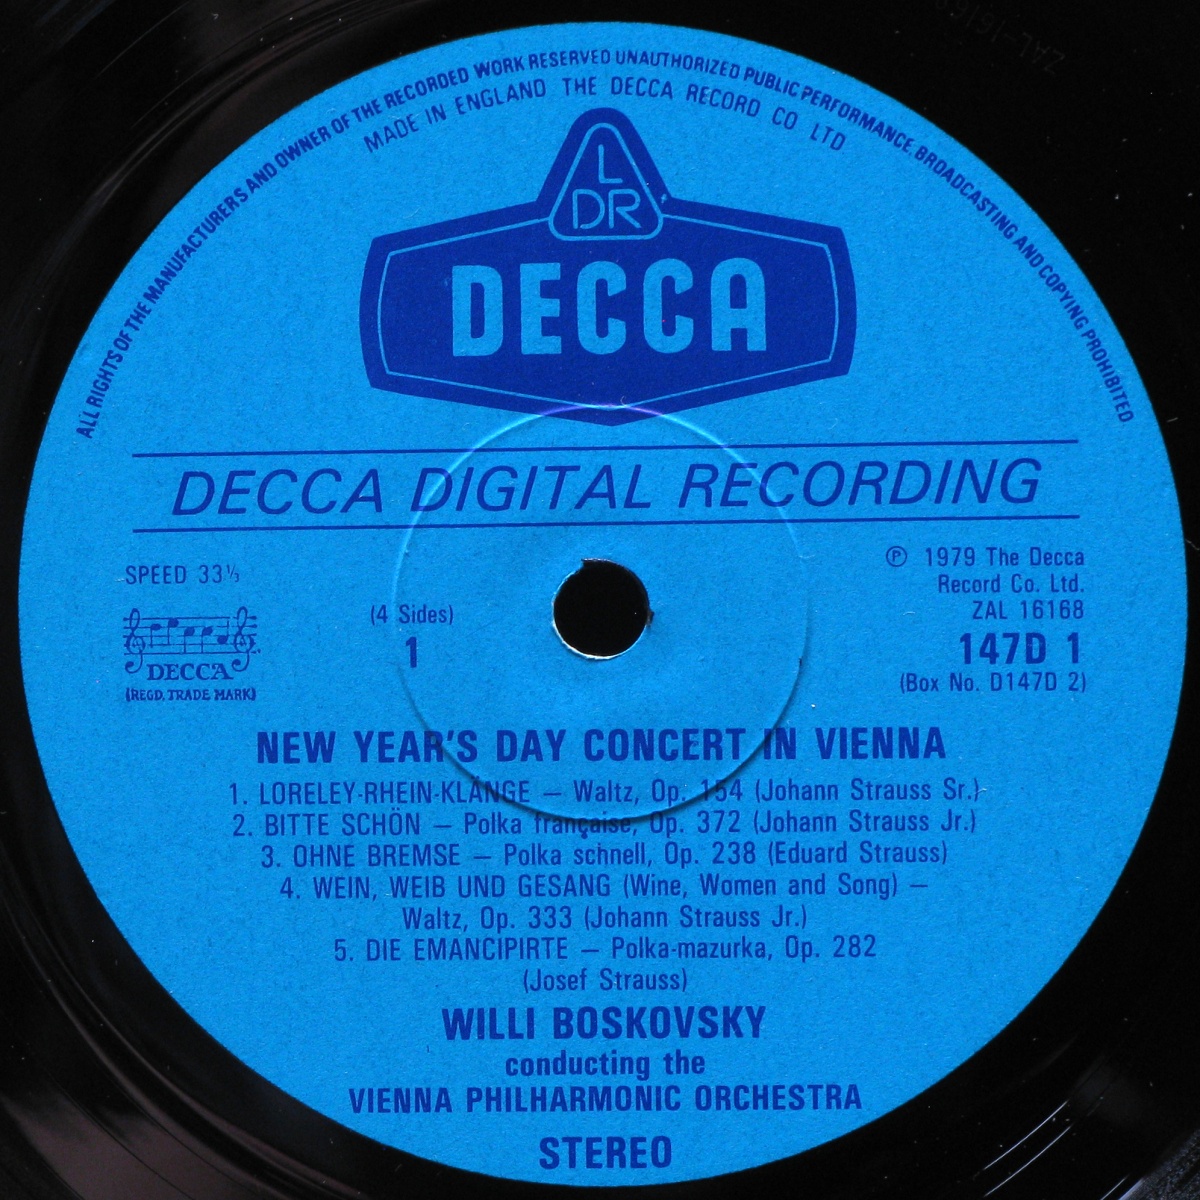 ALL RIGHTS OF THE MANUFACTURERS AND OWNER OF THE RECORDED WORK RESERVED UNAUTHORIZED PUBLIC PERFORMANCE, BROADCASTING AND COPYING PROHIBITED
MADE IN ENGLAND THE DECCA RECORD CO LTD
L
DR
DECCA
DECCA DIGITAL RECORDING
SPEED 33⅓
DECCA
(REGD. TRADE MARK)
(4 Sides)
1
℗ 1979 The Decca
Record Co. Ltd.
ZAL 16168
147D 1
(Box No. D147D 2)
NEW YEAR'S DAY CONCERT IN VIENNA
1. LORELEY-RHEIN-KLÄNGE — Waltz, Op. 154 (Johann Strauss Sr.)
2. BITTE SCHÖN — Polka française, Op. 372 (Johann Strauss Jr.)
3. OHNE BREMSE — Polka schnell, Op. 238 (Eduard Strauss)
4. WEIN, WEIB UND GESANG (Wine, Women and Song) —
Waltz, Op. 333 (Johann Strauss Jr.)
5. DIE EMANCIPIRTE — Polka-mazurka, Op. 282
(Josef Strauss)
WILLI BOSKOVSKY
conducting the
VIENNA PHILHARMONIC ORCHESTRA
STEREO